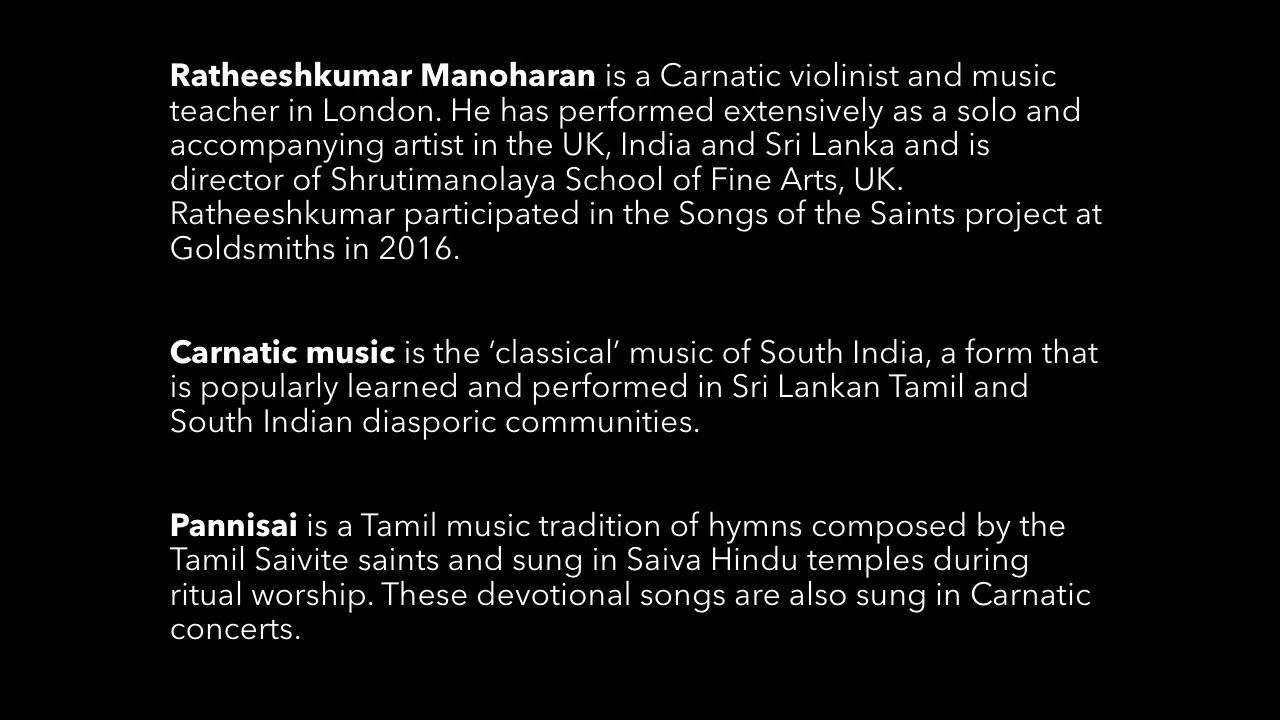 Ratheeshkumar Manoharan is a Carnatic violinist and music
teacher in London. He has performed extensively as a solo and
accompanying artist in the UK, India and Sri Lanka and is
director of Shrutimanolaya School of Fine Arts, UK.
Ratheeshkumar participated in the Songs of the Saints project at
Goldsmiths in 2016.
Carnatic music is the ‘classical’ music of South India, a form that
is popularly learned and performed in Sri Lankan Tamil and
South Indian diasporic communities.
Pannisai is a Tamil music tradition of hymns composed by the
Tamil Saivite saints and sung in Saiva Hindu temples during
ritual worship. These devotional songs are also sung in Carnatic
concerts.